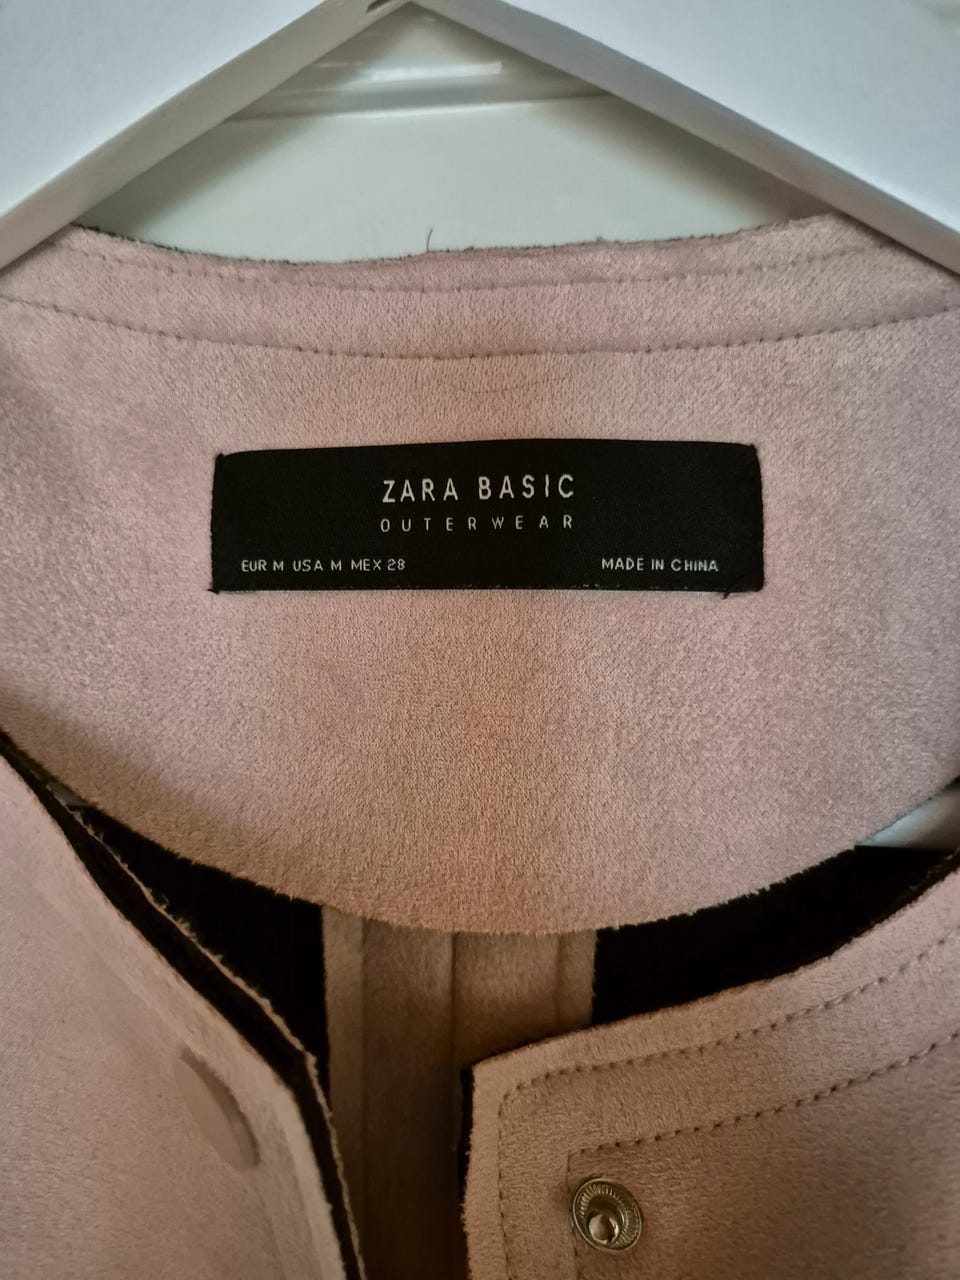 ZARA BASIC
OUTERWEAR
EUR M USA M MEX 28 MADE IN CHINA